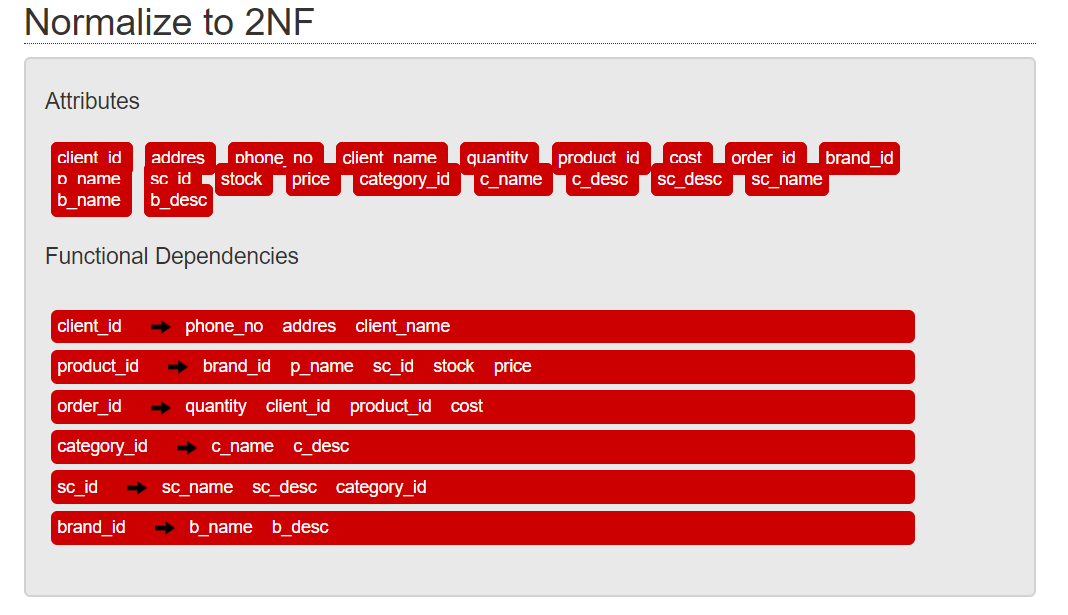 Normalize to 2NF
Attributes
client_id addres phone_no client_name quantity product_id cost order_id brand_id
p_name sc_id stock price category_id c_name c_desc sc_desc sc_name
b_name b_desc
Functional Dependencies
client_id → phone_no addres client_name
product_id → brand_id p_name sc_id stock price
order_id → quantity client_id product_id cost
category_id → c_name c_desc
sc_id → sc_name sc_desc category_id
brand_id → b_name b_desc